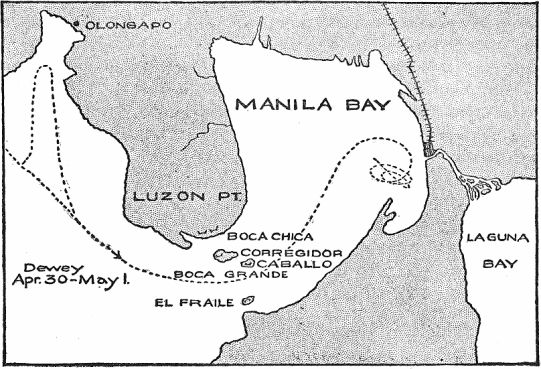 OLONGAPO
MANILA BAY
LUZON PT.
BOCA CHICA
CORRÉGIDOR
CABALLO
BOCA GRANDE
EL FRAILE
Dewey
Apr. 30-May 1.
LAGUNA
BAY